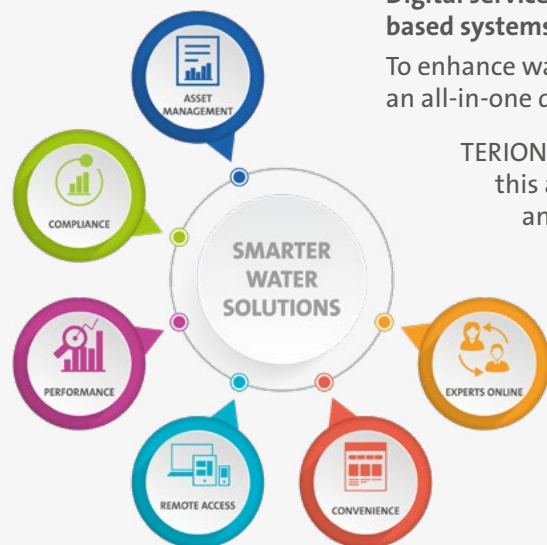 Digital service
based systems
To enhance wa
an all-in-one d
TERION
this a
an
ASSET
MANAGEMENT
COMPLIANCE
SMARTER
WATER
SOLUTIONS
PERFORMANCE
EXPERTS ONLINE
REMOTE ACCESS
CONVENIENCE